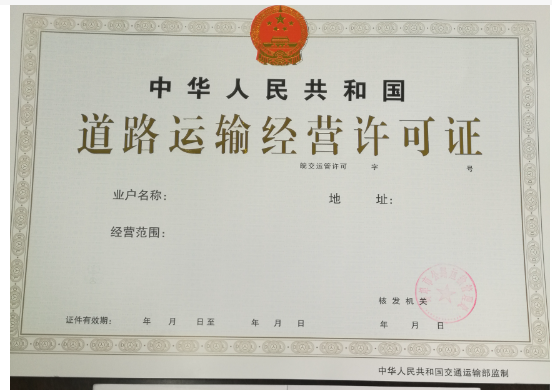 中华人民共和国
道路运输经营许可证
皖交运管许可 字 号
业户名称： 地 址：
经营范围：
核发机关
证件有效期： 年 月 日至 年 月 日 年 月 日
中华人民共和国交通运输部监制